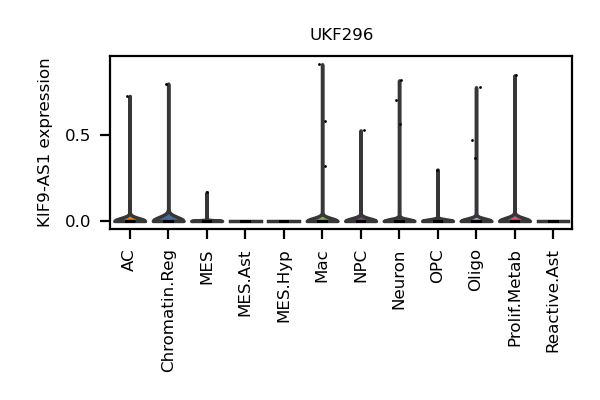 UKF296
KIF9-AS1 expression
0.5
0.0
AC
Chromatin.Reg
MES
MES.Ast
MES.Hyp
Mac
NPC
Neuron
OPC
Oligo
Prolif.Metab
Reactive.Ast